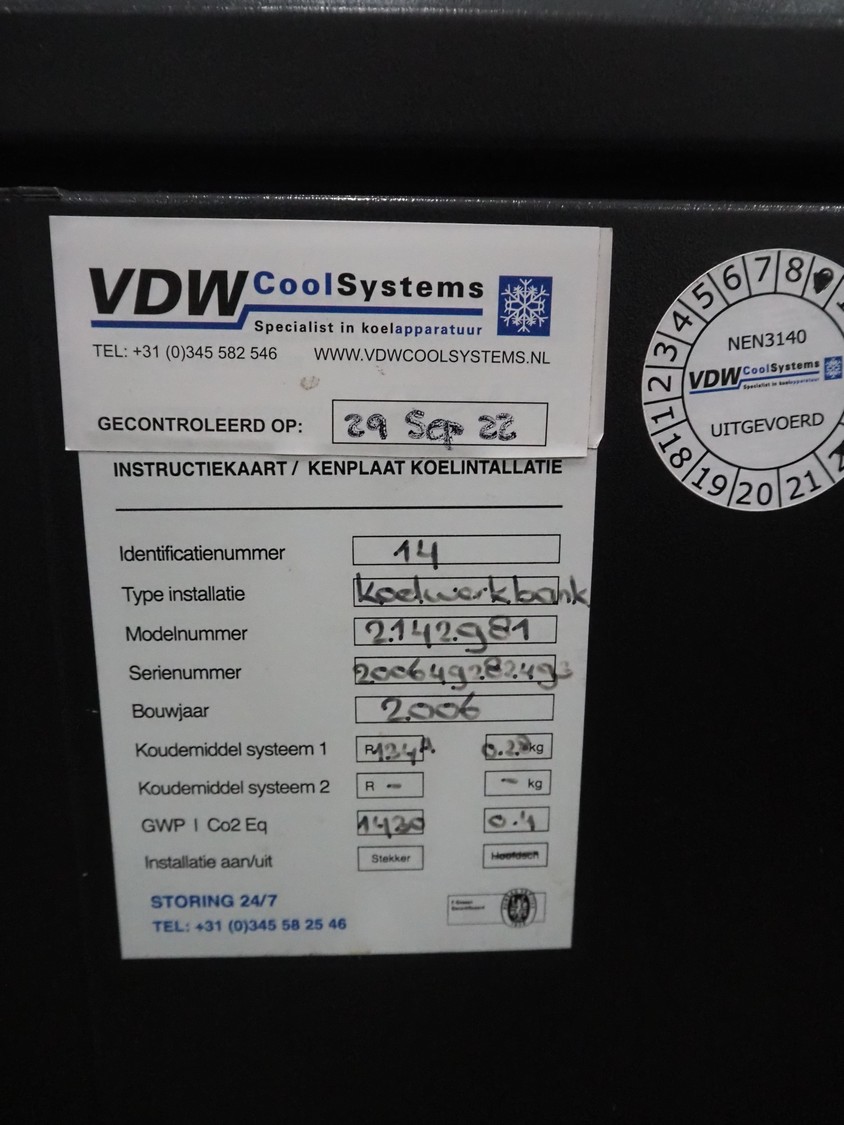 VDW CoolSystems
Specialist in koelapparatuur
TEL: +31 (0)345 582 546 WWW.VDWCOOLSYSTEMS.NL
GECONTROLEERD OP: 29 Sep 22
INSTRUCTIEKAART / KENPLAAT KOELINTALLATIE
Identificatienummer 14
Type installatie Koelwerkbank
Modelnummer 2142981
Serienummer
Bouwjaar 2006
Koudemiddel systeem 1 R134A kg
Koudemiddel systeem 2 R - - kg
GWP | Co2 Eq 1430 0.4
Installatie aan/uit Stekker Hoofdsch
STORING 24/7
TEL: +31 (0)345 58 25 46
1 2 3 4 5 6 7 8
NEN3140
VDW CoolSystems
Specialist in koelapparatuur
UITGEVOERD
18 19 20 21